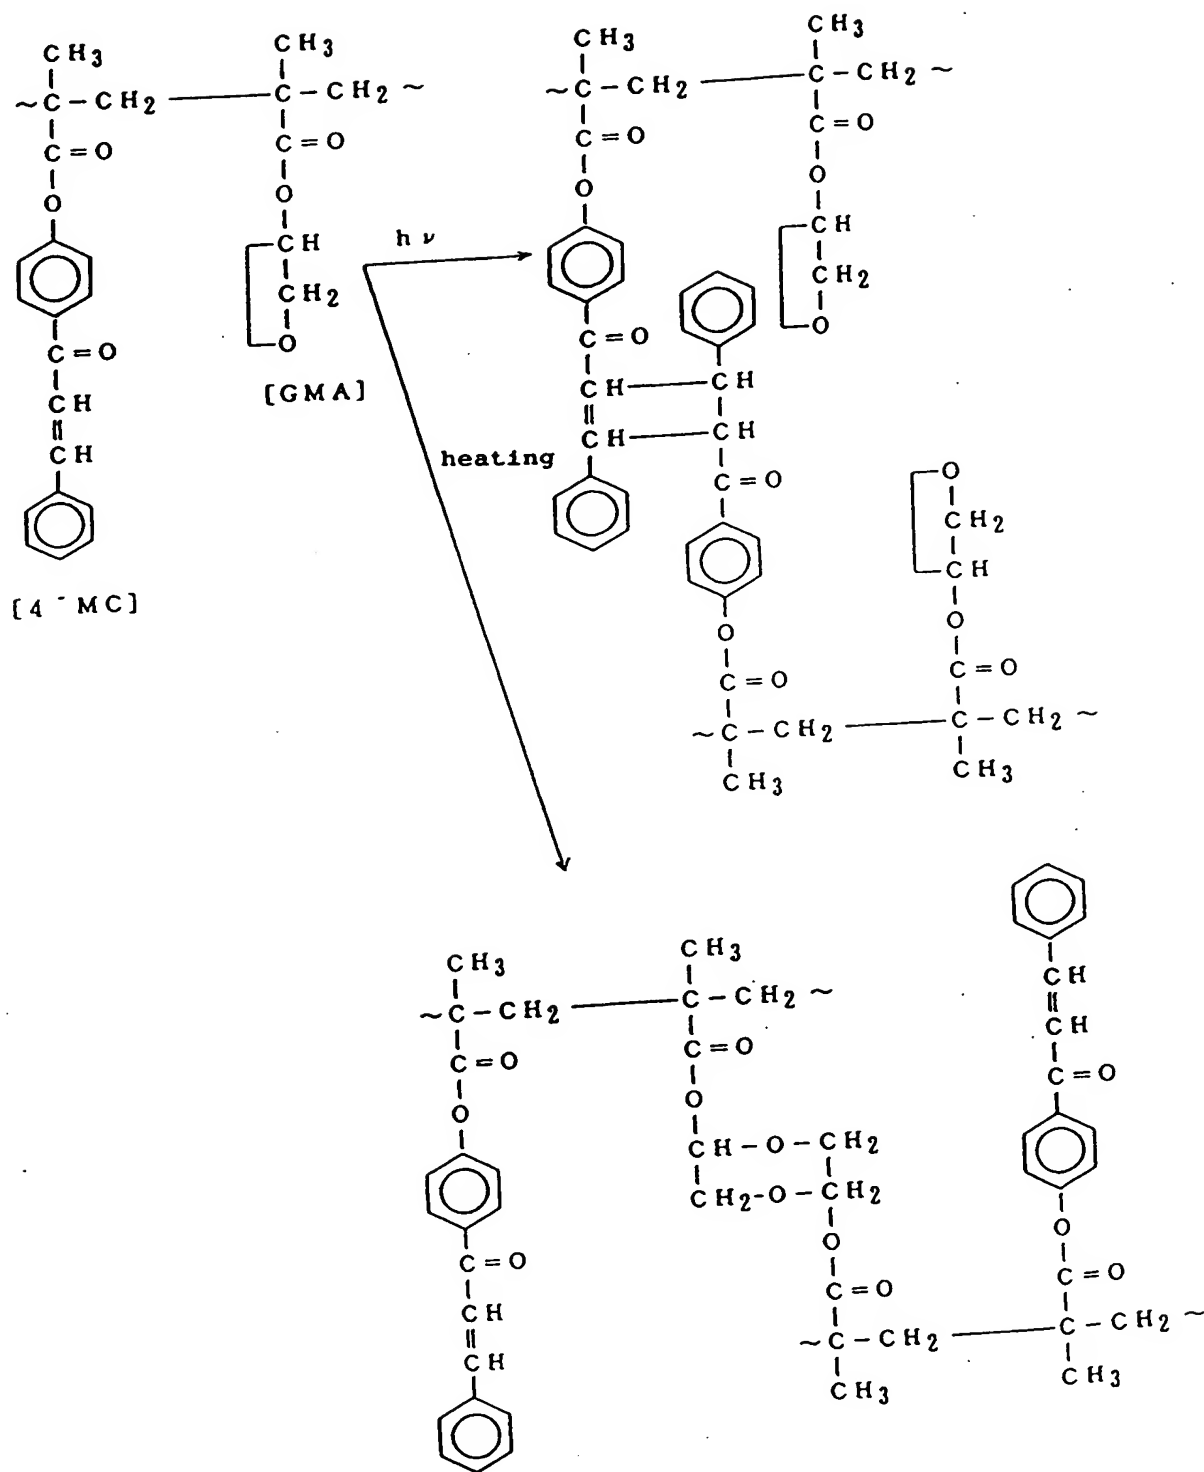 CH3 CH3
~C-CH2 C-CH2~
C=O C=O
O O
CH
CH2
O
C=O
[GMA]
CH
CH
[4-MC]
hν
heating
CH3 CH3
~C-CH2 C-CH2~
C=O C=O
O O
CH
CH2
O
C=O
CH CH
CH CH
C=O
O
CH2
CH
O O
C=O C=O
~C-CH2 C-CH2~
CH3 CH3
CH3 CH3
~C-CH2 C-CH2~
C=O C=O
O O
CH-O-CH2
CH2-O-CH2
O
C=O
C=O
CH
CH
CH
CH
C=O
O
C=O
~C-CH2 C-CH2~
CH3 CH3